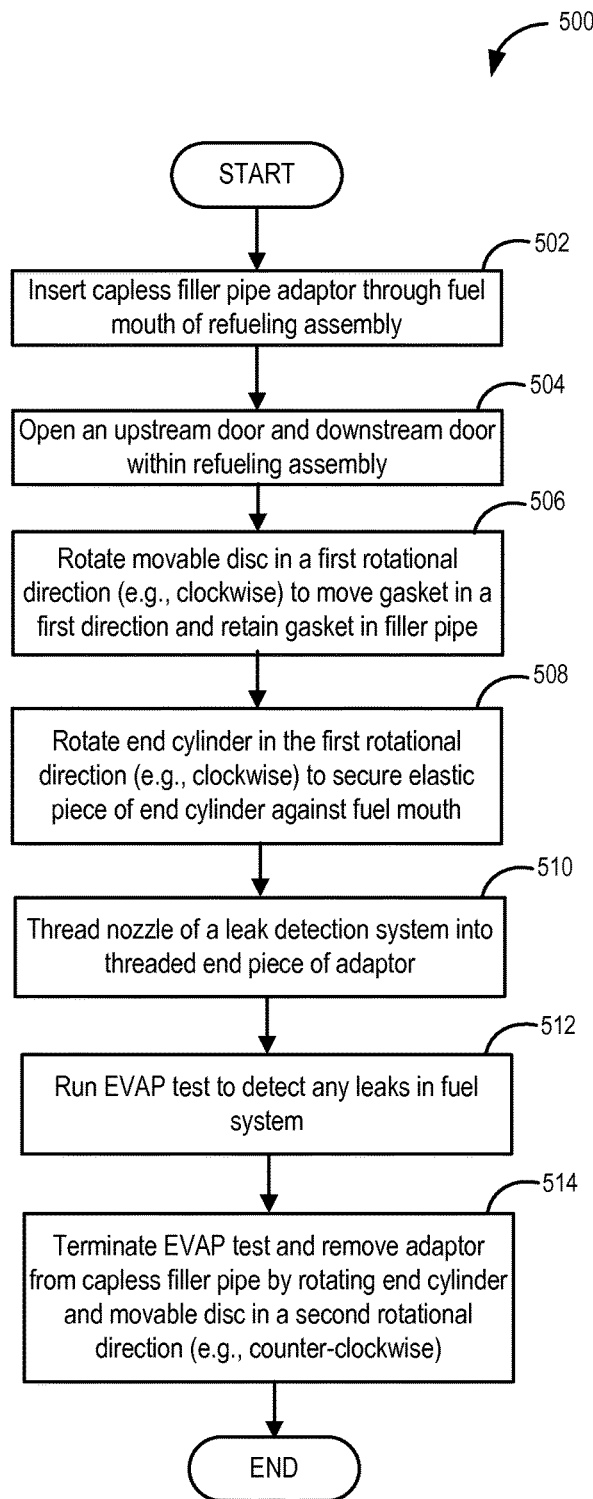 500
START
502
Insert capless filler pipe adaptor through fuel
mouth of refueling assembly
504
Open an upstream door and downstream door
within refueling assembly
506
Rotate movable disc in a first rotational
direction (e.g., clockwise) to move gasket in a
first direction and retain gasket in filler pipe
508
Rotate end cylinder in the first rotational
direction (e.g., clockwise) to secure elastic
piece of end cylinder against fuel mouth
510
Thread nozzle of a leak detection system into
threaded end piece of adaptor
512
Run EVAP test to detect any leaks in fuel
system
514
Terminate EVAP test and remove adaptor
from capless filler pipe by rotating end cylinder
and movable disc in a second rotational
direction (e.g., counter-clockwise)
END